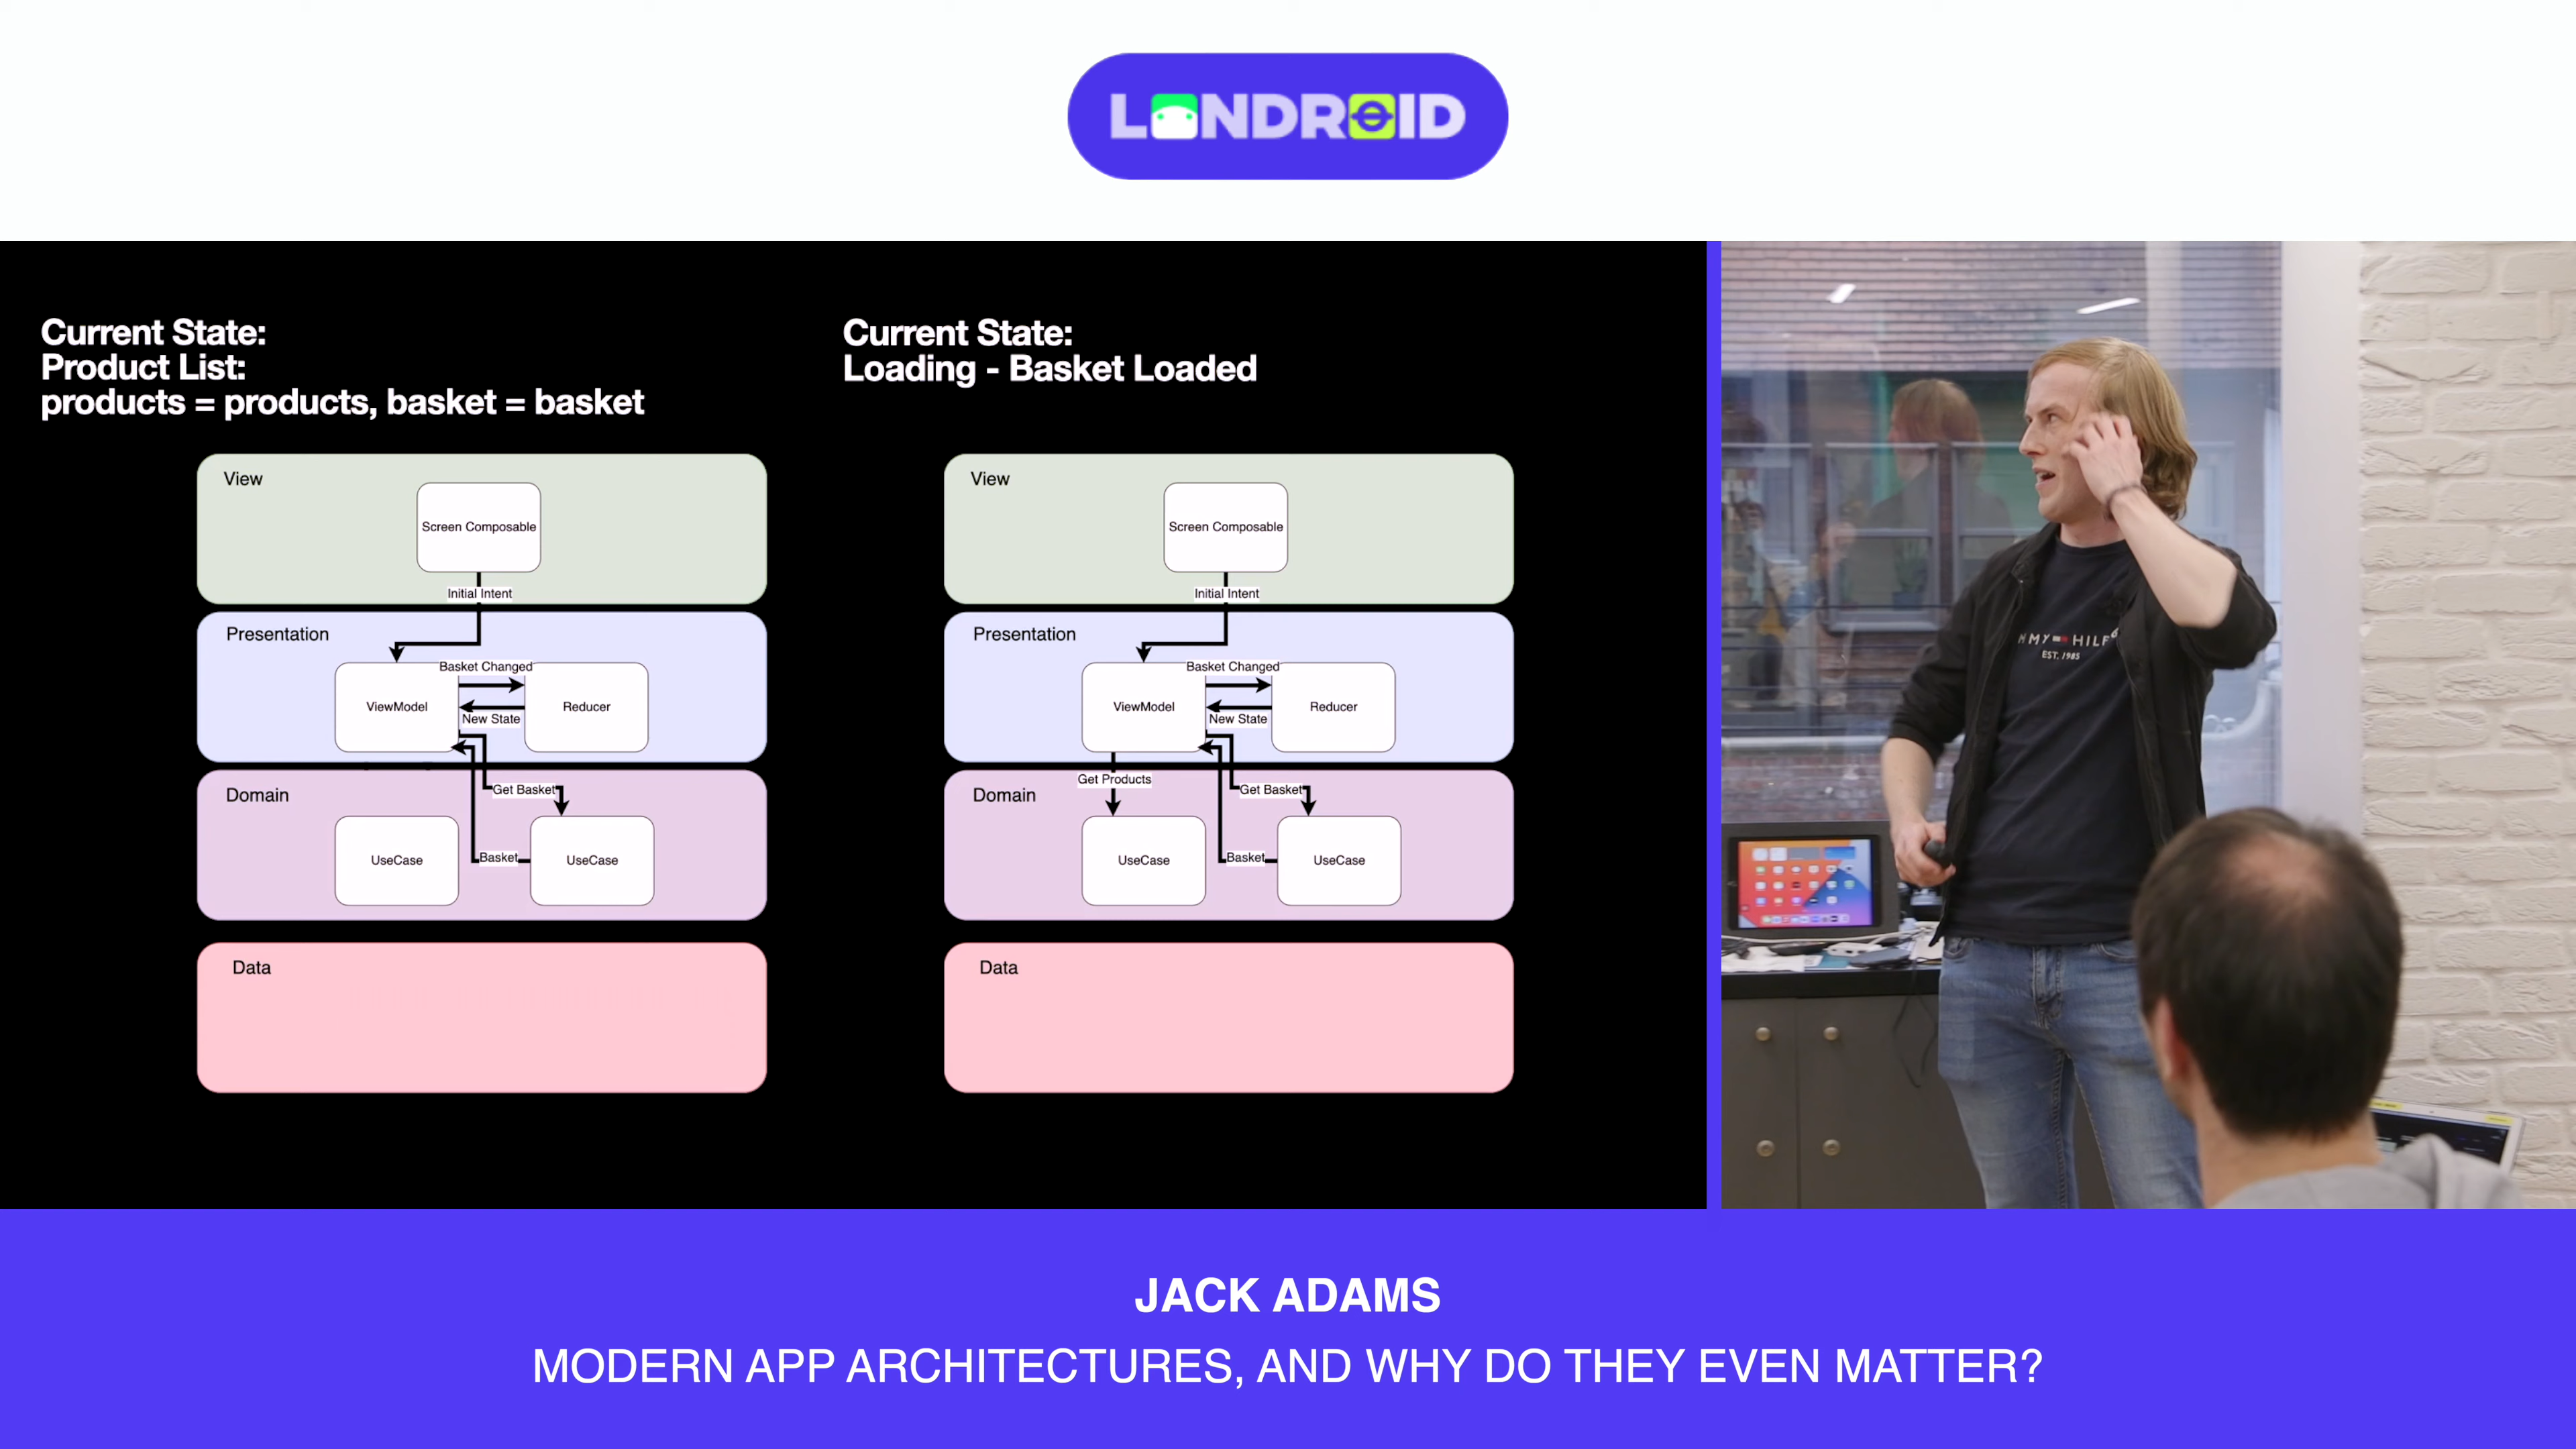 LONDROID
Current State:
Product List:
products = products, basket = basket
View
Screen Composable
Initial Intent
Presentation
Basket Changed
ViewModel
Reducer
New State
Domain
Get Basket
UseCase
Basket
UseCase
Data
Current State:
Loading - Basket Loaded
View
Screen Composable
Initial Intent
Presentation
Basket Changed
ViewModel
Reducer
New State
Get Products
Domain
Get Basket
UseCase
Basket
UseCase
Data
MMY HILF
EST. 1985
JACK ADAMS
MODERN APP ARCHITECTURES, AND WHY DO THEY EVEN MATTER?